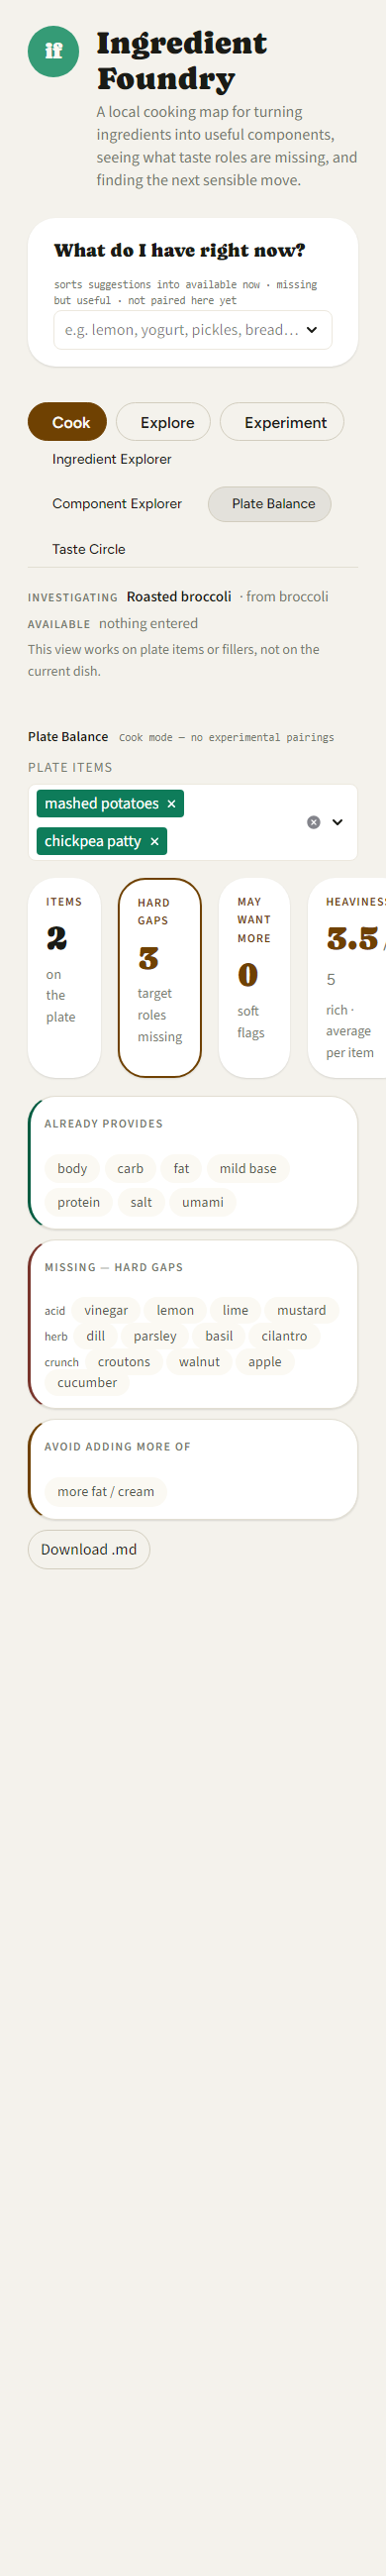 if
Ingredient
Foundry
A local cooking map for turning
ingredients into useful components,
seeing what taste roles are missing, and
finding the next sensible move.
What do I have right now?
sorts suggestions into available now · missing
but useful · not paired here yet
e.g. lemon, yogurt, pickles, bread...
Cook Explore Experiment
Ingredient Explorer
Component Explorer Plate Balance
Taste Circle
INVESTIGATING Roasted broccoli · from broccoli
AVAILABLE nothing entered
This view works on plate items or fillers, not on the
current dish.
Plate Balance Cook mode — no experimental pairings
PLATE ITEMS
mashed potatoes ×
chickpea patty ×
ITEMS
2
on
the
plate
HARD
GAPS
3
target
roles
missing
MAY
WANT
MORE
0
soft
flags
HEAVINESS
3.5 /
5
rich ·
average
per item
ALREADY PROVIDES
body carb fat mild base
protein salt umami
MISSING — HARD GAPS
acid vinegar lemon lime mustard
herb dill parsley basil cilantro
crunch croutons walnut apple
cucumber
AVOID ADDING MORE OF
more fat / cream
Download .md